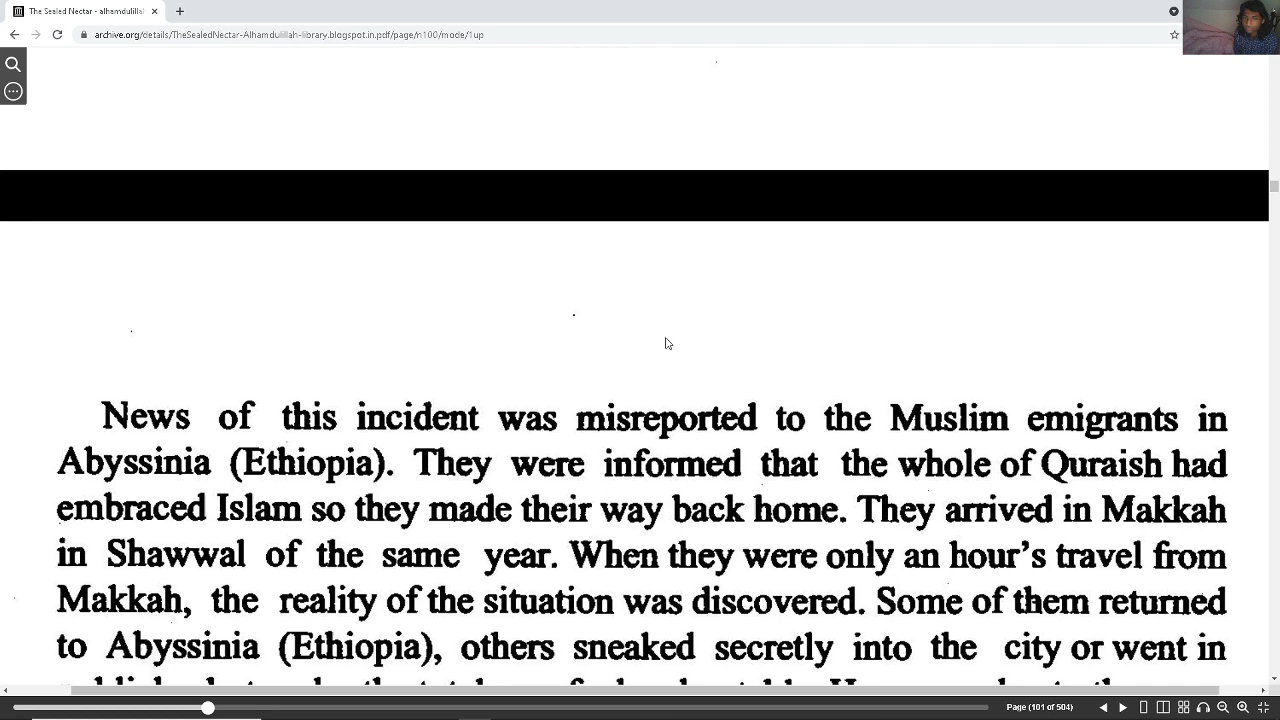 The Sealed Nectar - alhamdulillal
archive.org/details/TheSealedNectar-Alhamdulillah-library.blogspot.in.pdf/page/n100/mode/1up
News of this incident was misreported to the Muslim emigrants in
Abyssinia (Ethiopia). They were informed that the whole of Quraish had
embraced Islam so they made their way back home. They arrived in Makkah
in Shawwal of the same year. When they were only an hour's travel from
Makkah, the reality of the situation was discovered. Some of them returned
to Abyssinia (Ethiopia), others sneaked secretly into the city or went in
Page (101 of 504)